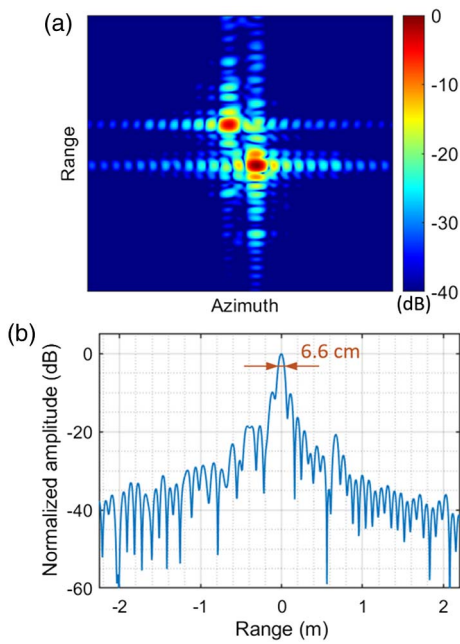 (a)
0
-10
-20
-30
-40
(dB)
Range
Azimuth
(b)
6.6 cm
0
-20
-40
-60
Normalized amplitude (dB)
-2
-1
0
1
2
Range (m)